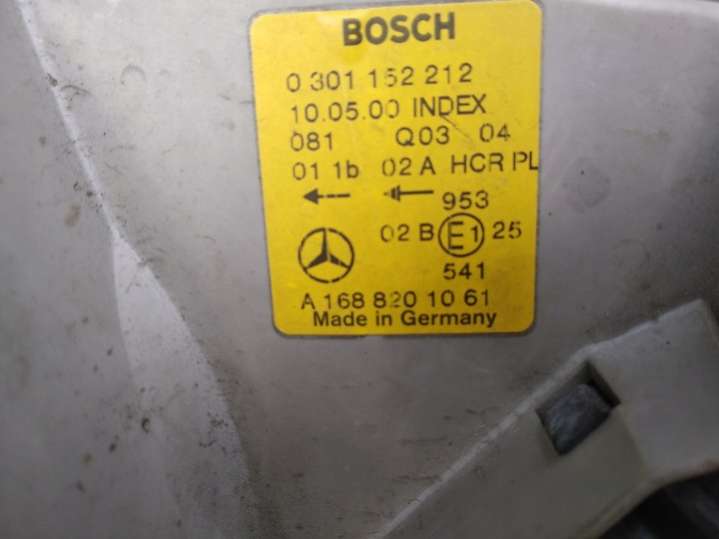 BOSCH
0 301 162 212
10.05.00 INDEX
081 Q03 04
01 1b 02 A HCR PL
953
02 B E1 25
541
A 168 820 10 61
Made in Germany